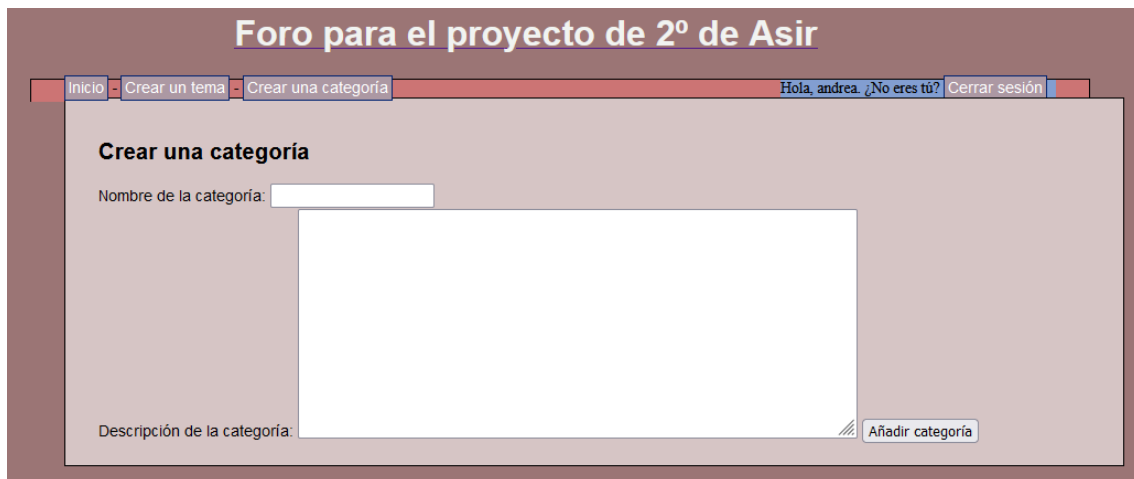 Foro para el proyecto de 2º de Asir
Inicio - Crear un tema - Crear una categoría Hola, andrea. ¿No eres tú? Cerrar sesión
Crear una categoría
Nombre de la categoría:
Descripción de la categoría: Añadir categoría